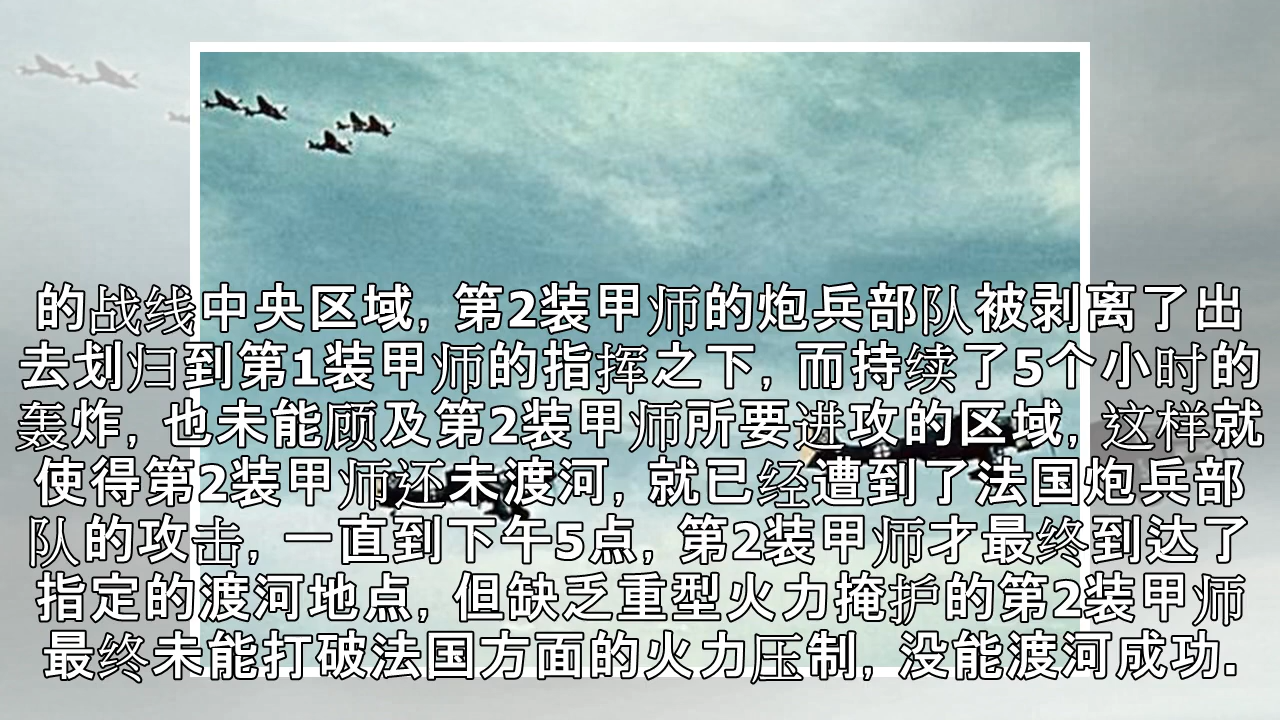 的战线中央区域, 第2装甲师的炮兵部队被剥离了出
去划归到第1装甲师的指挥之下, 而持续了5个小时的
轰炸, 也未能顾及第2装甲师所要进攻的区域, 这样就
使得第2装甲师还未渡河, 就已经遭到了法国炮兵部
队的攻击, 一直到下午5点, 第2装甲师才最终到达了
指定的渡河地点, 但缺乏重型火力掩护的第2装甲师
最终未能打破法国方面的火力压制, 没能渡河成功.